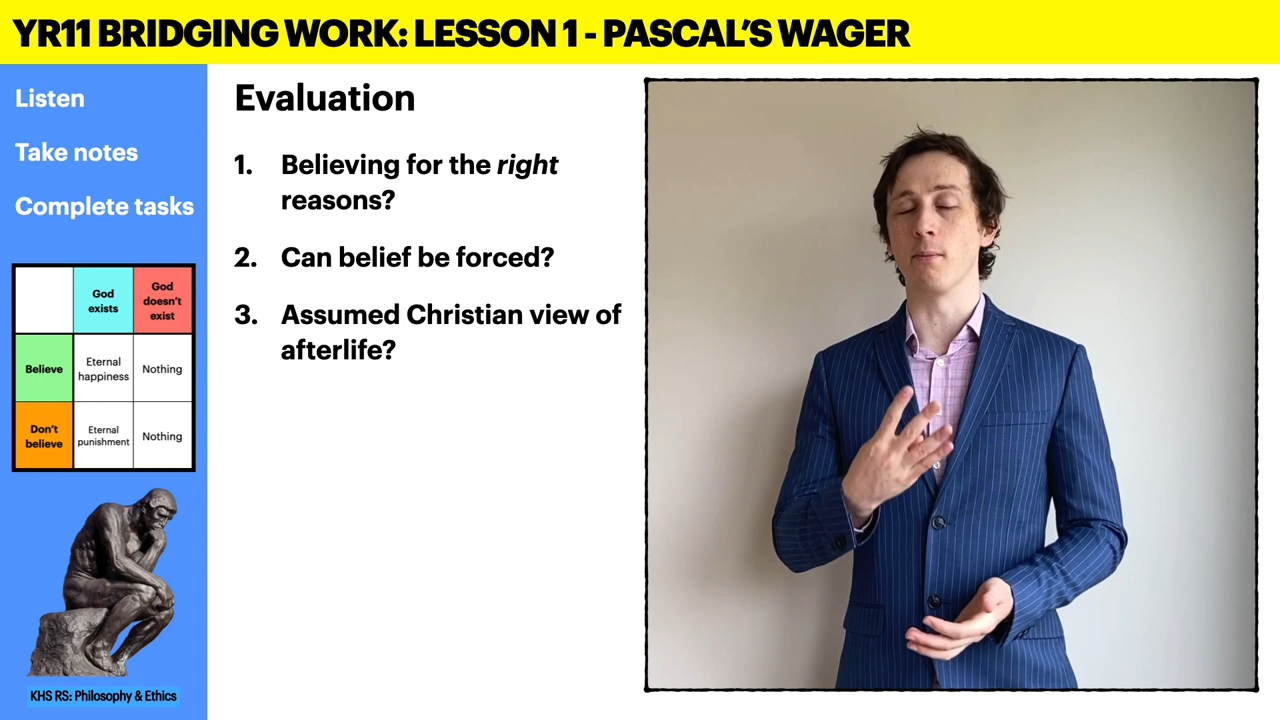 YR11 BRIDGING WORK: LESSON 1 - PASCAL'S WAGER
Listen
Take notes
Complete tasks
God
exists
God
doesn't
exist
Believe
Eternal
happiness
Nothing
Don't
believe
Eternal
punishment
Nothing
KHS RS: Philosophy & Ethics
Evaluation
1. Believing for the right
reasons?
2. Can belief be forced?
3. Assumed Christian view of
afterlife?